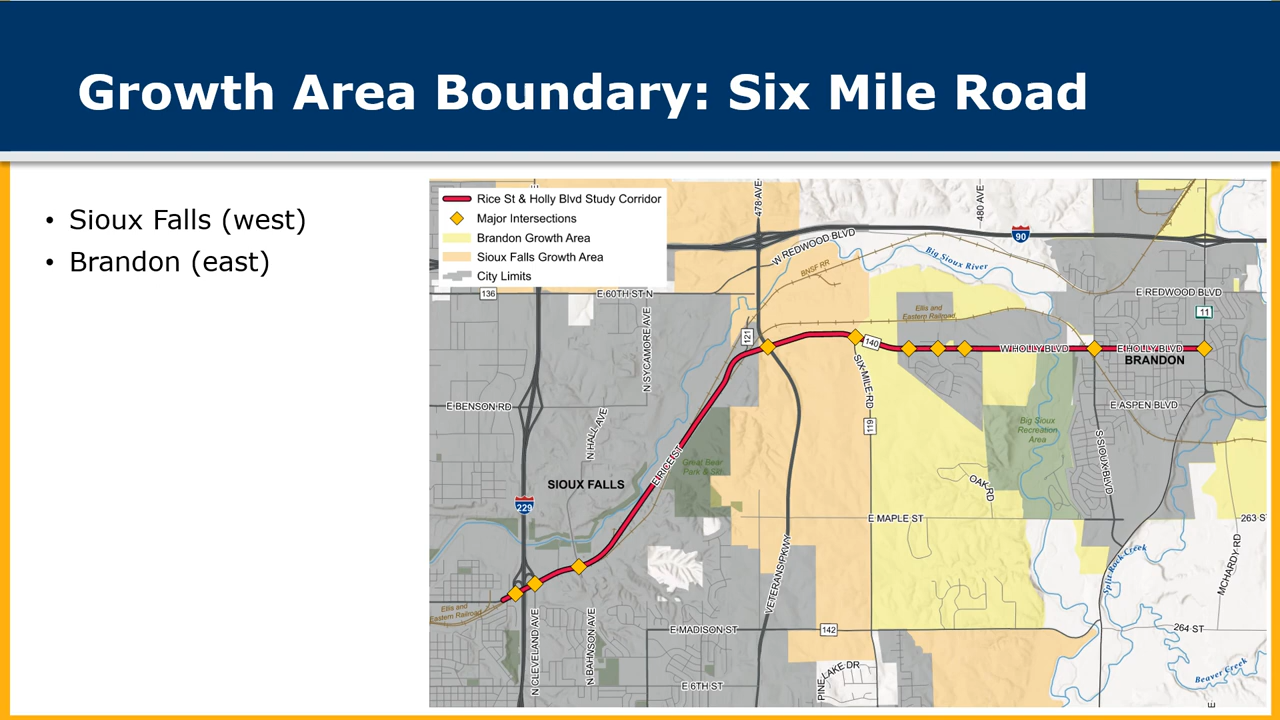 Growth Area Boundary: Six Mile Road
• Sioux Falls (west)
• Brandon (east)
Rice St & Holly Blvd Study Corridor
Major Intersections
Brandon Growth Area
Sioux Falls Growth Area
City Limits
478 AVE
480 AVE
90
W REDWOOD BLVD
Big Sioux River
BNSF RR
136
E 60TH ST N
E REDWOOD BLVD
11
Ellis and
Eastern Railroad
121
140
W HOLLY BLVD
E HOLLY BLVD
BRANDON
N SYCAMORE AVE
SIX MILE RD
E BENSON RD
E ASPEN BLVD
N HALL AVE
119
Big Sioux
Recreation
Area
S SIOUX BLVD
E RICE ST
Great Bear
Park & Ski
SIOUX FALLS
OAK RD
229
E MAPLE ST
263 S
VETERANS PKWY
Split Rock Creek
MCHARDY RD
Ellis and
Eastern Railroad
N CLEVELAND AVE
N BAHNSON AVE
E MADISON ST
142
264 ST
PINE LAKE DR
E 6TH ST
Beaver Creek
E